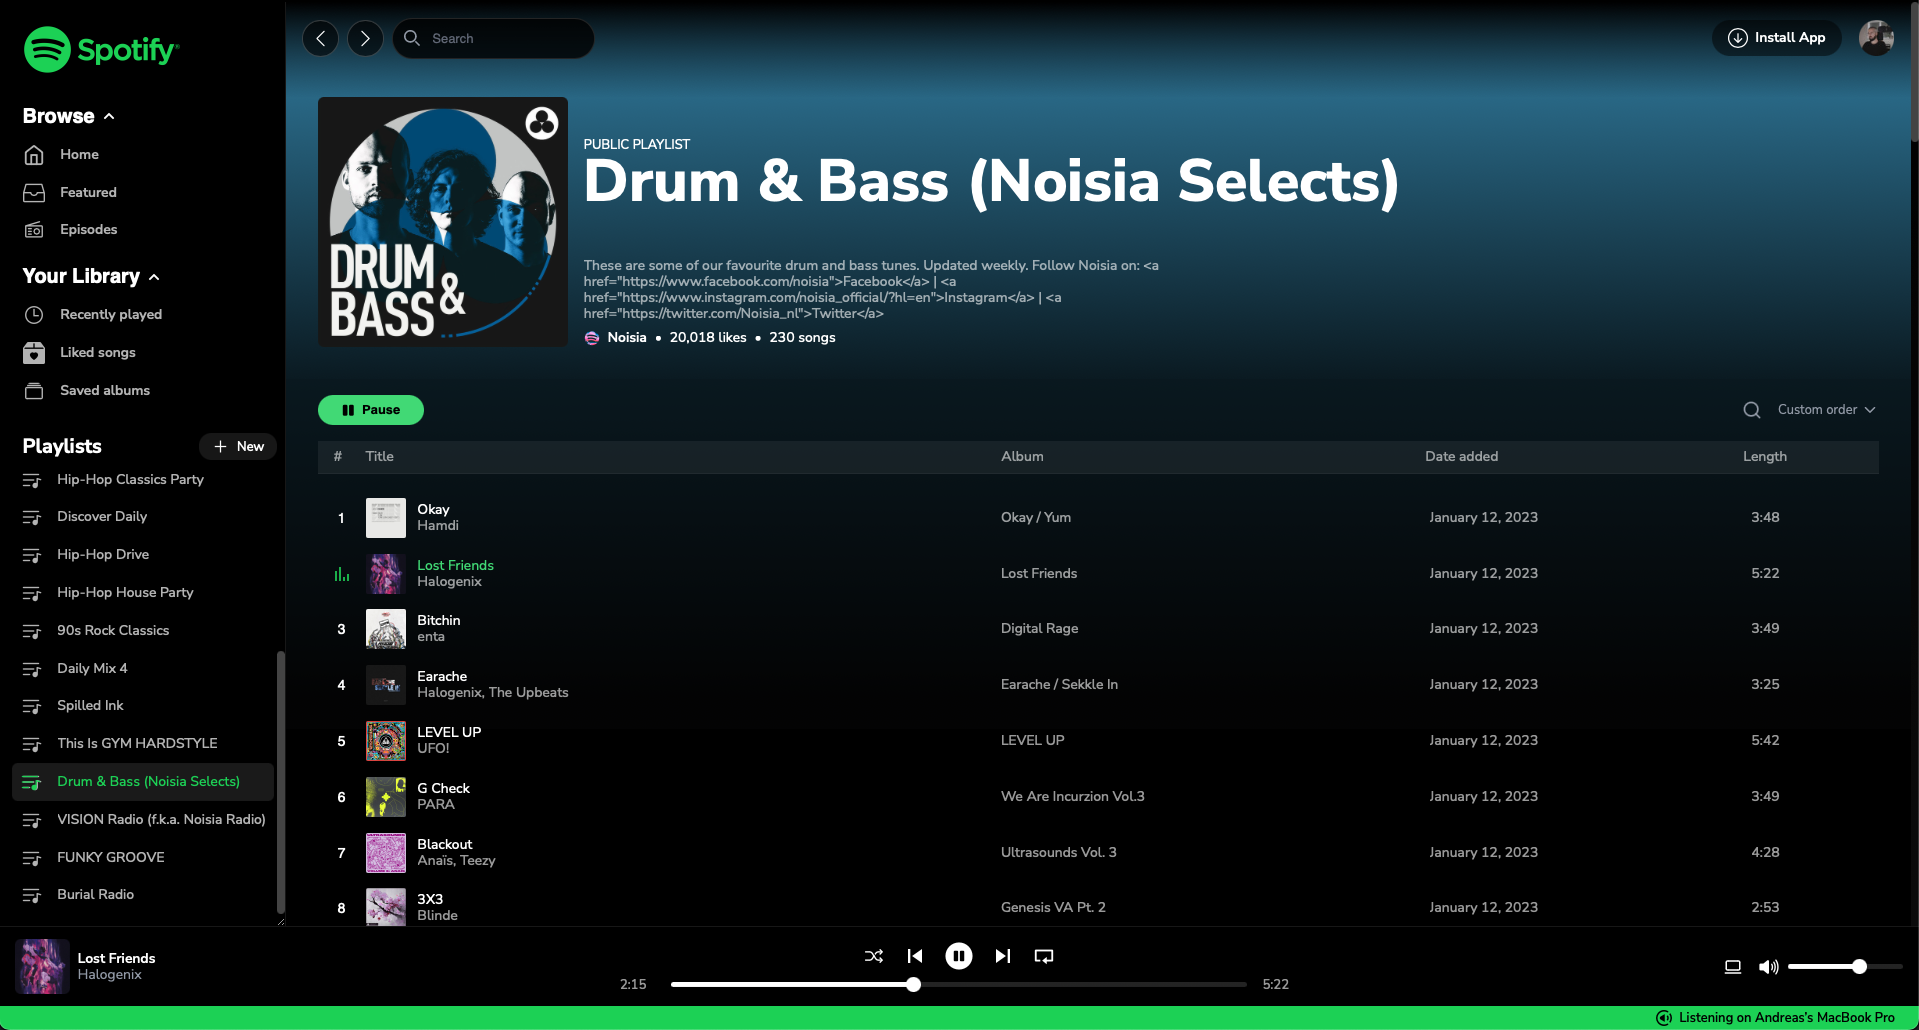 Spotify
Browse
Home
Featured
Episodes
Your Library
Recently played
Liked songs
Saved albums
Playlists
New
Hip-Hop Classics Party
Discover Daily
Hip-Hop Drive
Hip-Hop House Party
90s Rock Classics
Daily Mix 4
Spilled Ink
This Is GYM HARDSTYLE
Drum & Bass (Noisia Selects)
VISION Radio (f.k.a. Noisia Radio)
FUNKY GROOVE
Burial Radio
Search
Install App
DRUM
& BASS
PUBLIC PLAYLIST
Drum & Bass (Noisia Selects)
These are some of our favourite drum and bass tunes. Updated weekly. Follow Noisia on: <a
href="https://www.facebook.com/noisia">Facebook</a> | <a
href="https://www.instagram.com/noisia_official/?hl=en">Instagram</a> | <a
href="https://twitter.com/Noisia_nl">Twitter</a>
Noisia • 20,018 likes • 230 songs
Pause
Custom order
# Title Album Date added Length
1 Okay Okay / Yum January 12, 2023 3:48
Hamdi
Lost Friends Lost Friends January 12, 2023 5:22
Halogenix
3 Bitchin Digital Rage January 12, 2023 3:49
enta
4 Earache Earache / Sekkle In January 12, 2023 3:25
Halogenix, The Upbeats
5 LEVEL UP LEVEL UP January 12, 2023 5:42
UFO!
6 G Check We Are Incurzion Vol.3 January 12, 2023 3:49
PARA
7 Blackout Ultrasounds Vol. 3 January 12, 2023 4:28
Anaïs, Teezy
8 3X3 Genesis VA Pt. 2 January 12, 2023 2:53
Blinde
Lost Friends
Halogenix
2:15
5:22
Listening on Andreas's MacBook Pro